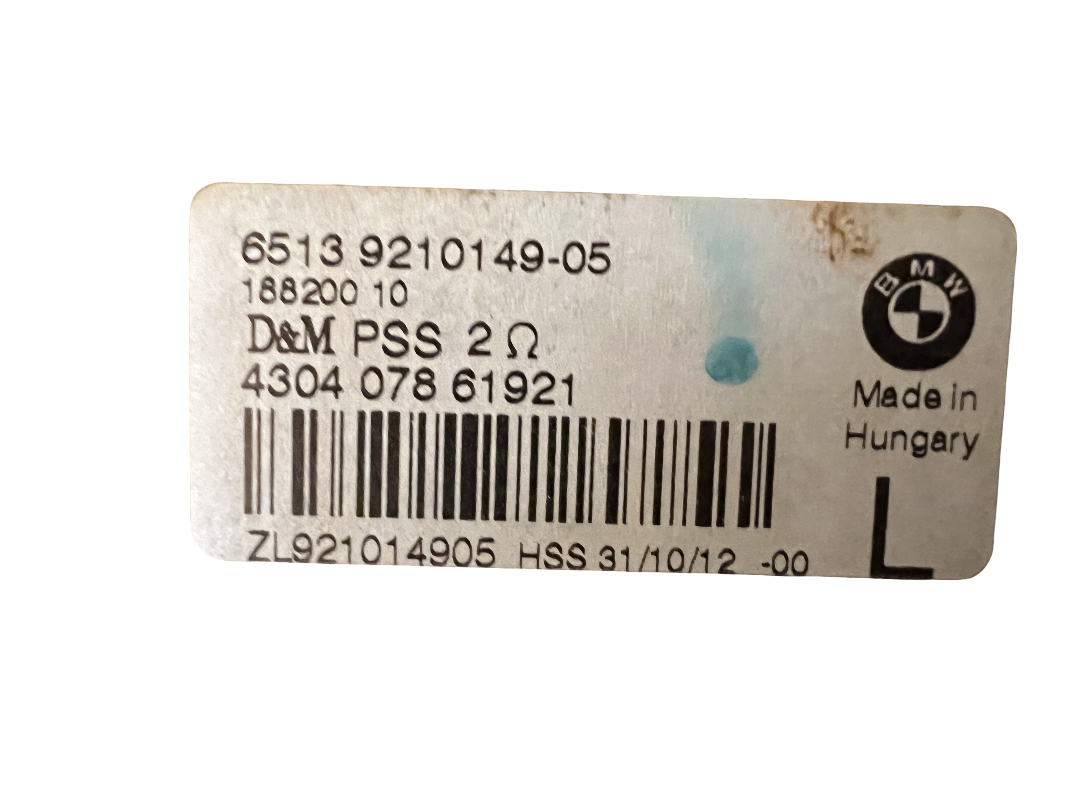 6513 9210149-05
188200 10
D&M PSS 2 Ω
4304 078 61921
ZL921014905 HSS 31/10/12 -00
BMW
Made in
Hungary
L